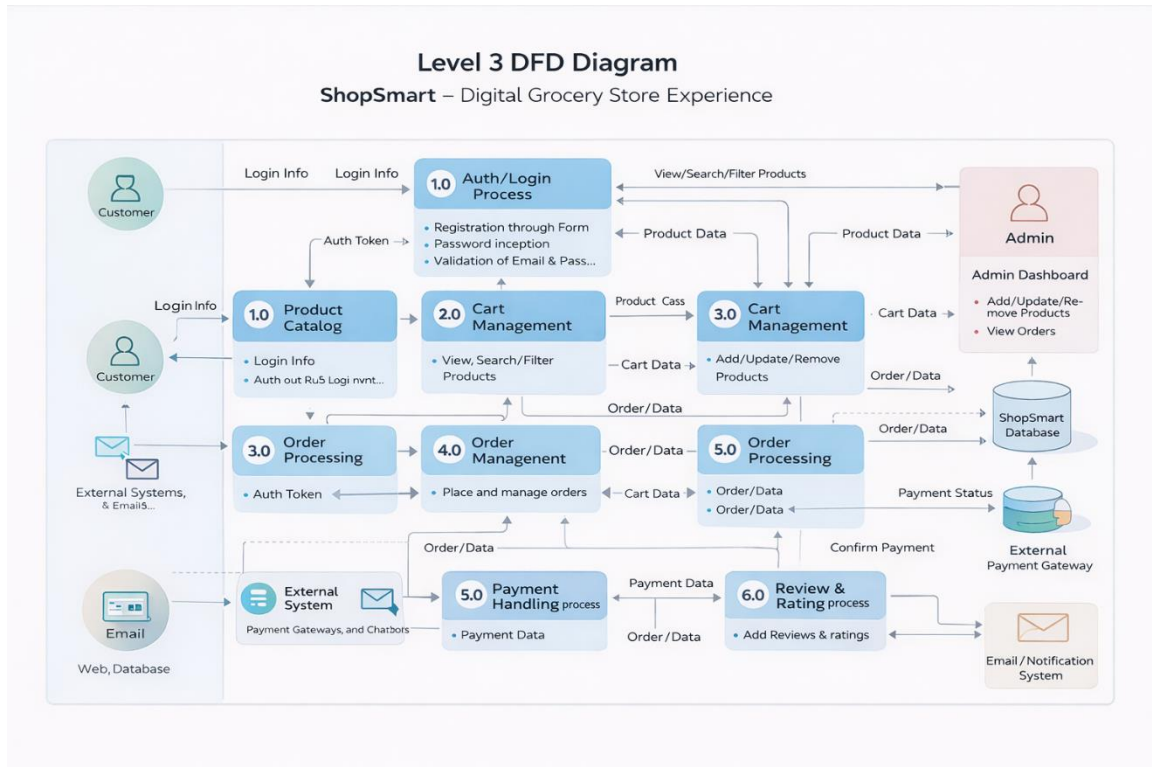 Level 3 DFD Diagram
ShopSmart – Digital Grocery Store Experience
Customer
Login Info
Login Info
1.0 Auth/Login
Process
• Registration through Form
• Password inception
• Validation of Email & Pass...
View/Search/Filter Products
Admin
Admin Dashboard
• Add/Update/Re-
move Products
• View Orders
Auth Token
Product Data
Product Data
Login Info
Customer
1.0 Product
Catalog
• Login Info
• Auth out Ru5 Logi nvnt...
2.0 Cart
Management
• View, Search/Filter
Products
Product Cass
Cart Data
3.0 Cart
Management
• Add/Update/Remove
Products
Cart Data
Order/Data
Order/Data
ShopSmart
Database
External Systems,
& Email5...
3.0 Order
Processing
• Auth Token
4.0 Order
Management
• Place and manage orders
Order/Data
Cart Data
5.0 Order
Processing
• Order/Data
• Order/Data
Order/Data
Payment Status
External
Payment Gateway
Order/Data
Confirm Payment
Email
Web, Database
External
System
Payment Gateways, and Chatbors
5.0 Payment
Handling process
• Payment Data
Payment Data
Order/Data
6.0 Review &
Rating process
• Add Reviews & ratings
Email/Notification
System